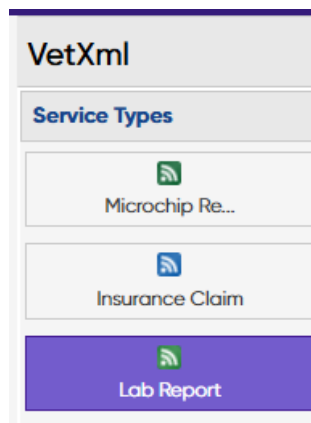 VetXml
Service Types
Microchip Re...
Insurance Claim
Lab Report